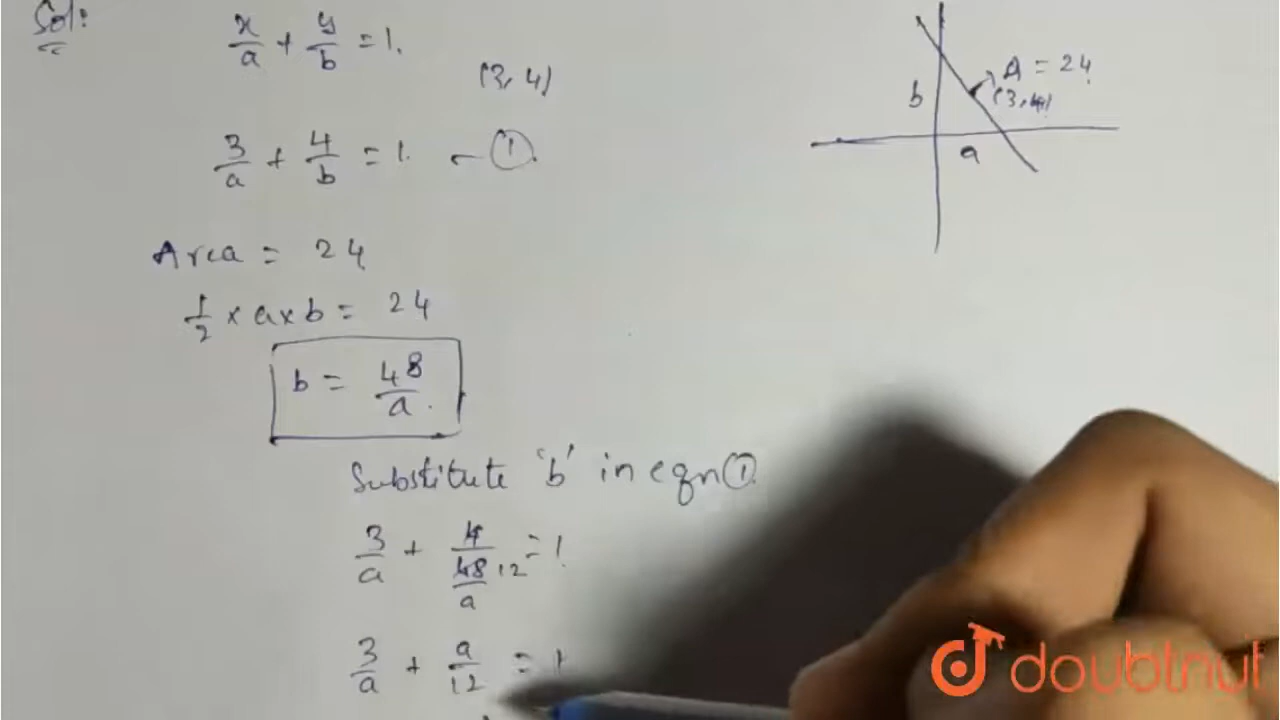 Sol:
x/a + y/b = 1.
(3, 4)
3/a + 4/b = 1. — ①.
Area = 24
1/2 × a × b = 24
b = 48/a.
Substitute 'b' in eqn ①.
3/a + 4/(48/a) = 1
12
3/a + a/12 = 1
A = 24
(3, 4)
b
a
doubtnut